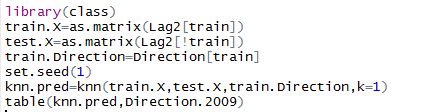 library(class)
train.X=as.matrix(Lag2[train])
test.X=as.matrix(Lag2[!train])
train.Direction=Direction[train]
set.seed(1)
knn.pred=knn(train.X,test.X,train.Direction,k=1)
table(knn.pred,Direction.2009)